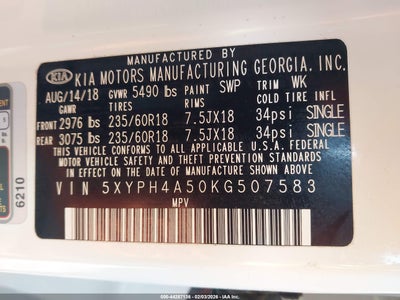 MANUFACTURED BY
KIA KIA MOTORS MANUFACTURING GEORGIA, INC.
AUG/14/18 GVWR 5490 lbs PAINT SWP TRIM WK
GAWR TIRES RIMS COLD TIRE INFL
FRONT 2976 lbs 235/60R18 7.5JX18 34psi SINGLE
REAR 3075 lbs 235/60R18 7.5JX18 34psi SINGLE
THIS VEHICLE CONFORMS TO ALL APPLICABLE FEDERAL
MOTOR VEHICLE SAFETY AND THEFT PREVENTION STANDARDS
IN EFFECT ON THE DATE OF MANUFACTURE SHOWN ABOVE
VIN 5XYPH4A50KG507583
MPV
6210